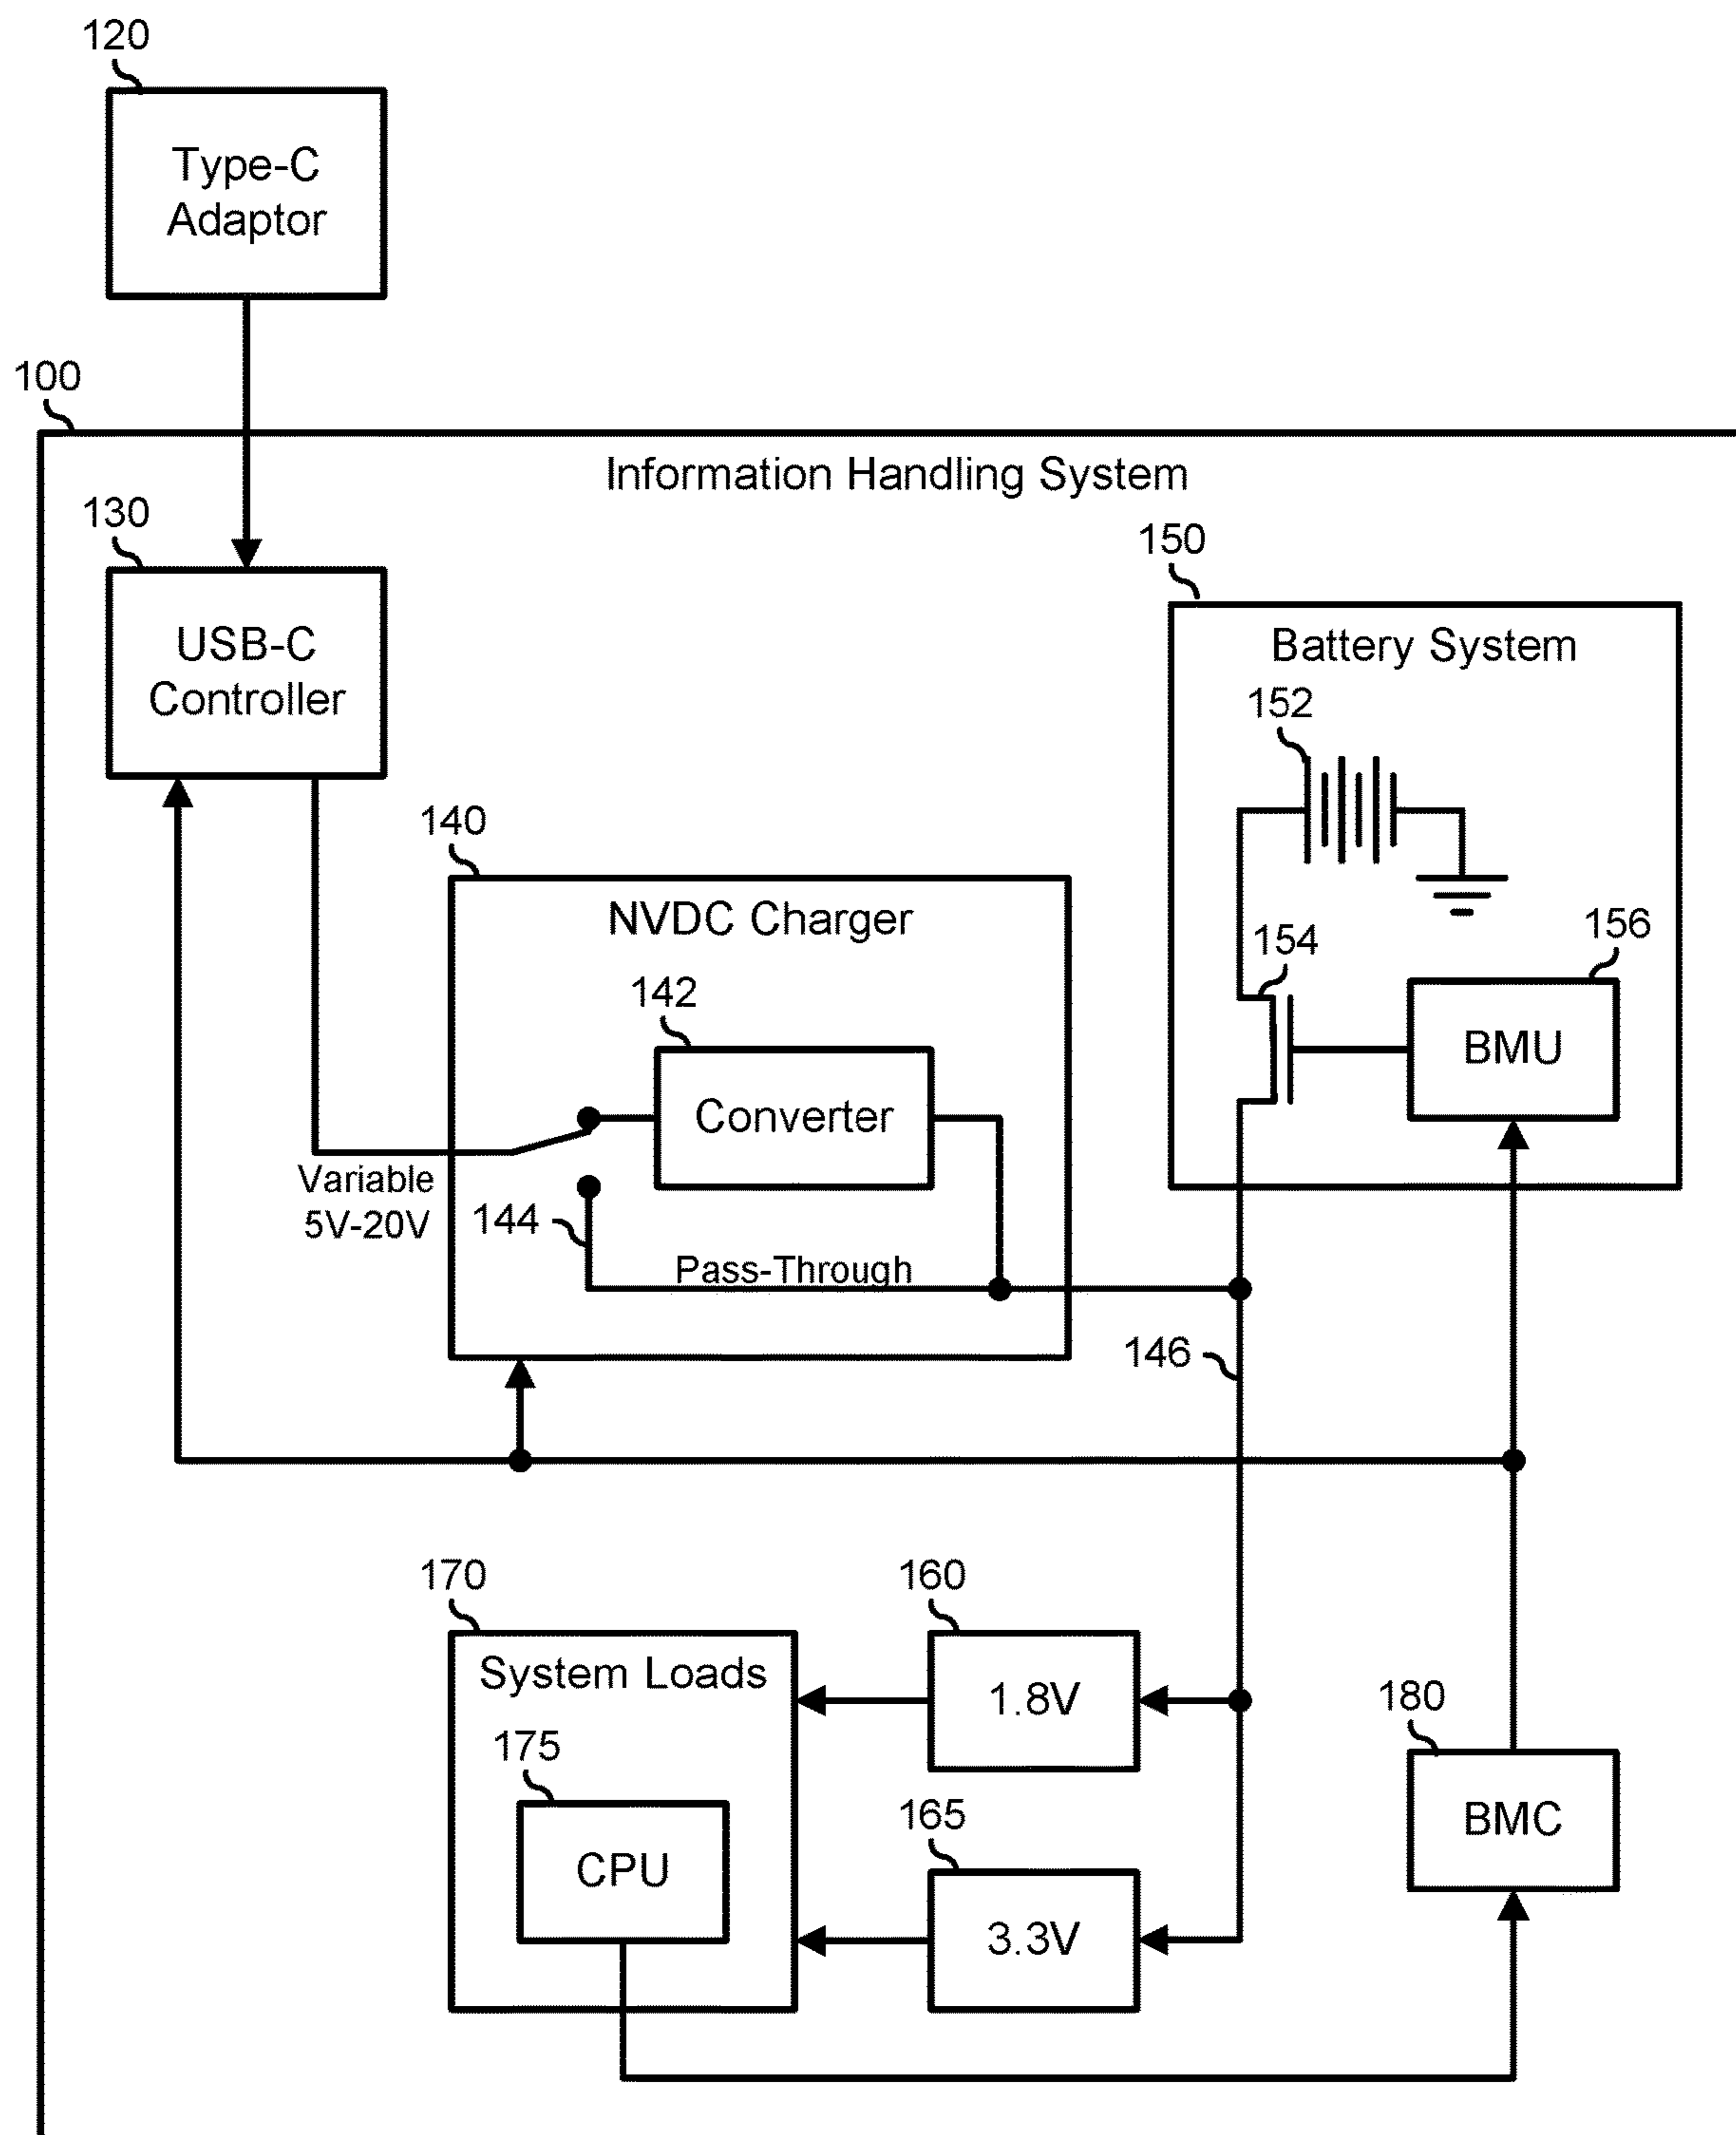 120
Type-C
Adaptor
100
Information Handling System
130
USB-C
Controller
150
Battery System
152
140
NVDC Charger
154
156
BMU
142
Converter
Variable
5V-20V
144
Pass-Through
146
170
System Loads
160
1.8V
175
CPU
165
3.3V
180
BMC